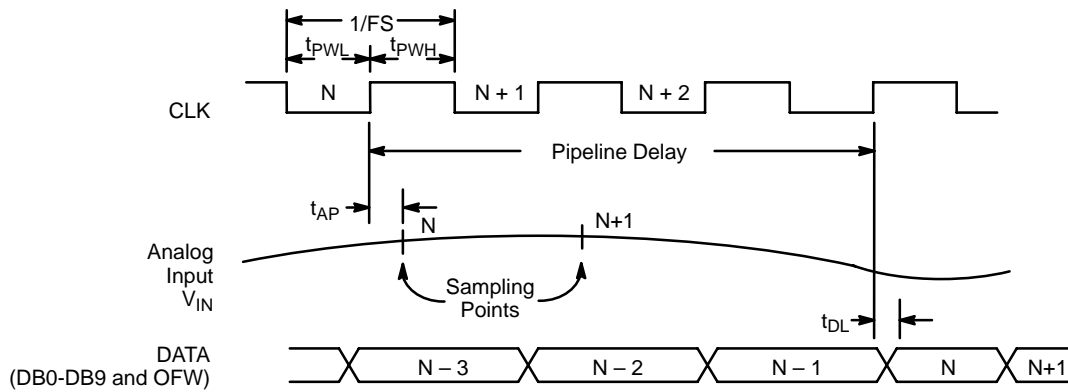 1/FS
tPWL
tPWH
N
N + 1
N + 2
CLK
Pipeline Delay
tAP
N
N+1
Analog
Input
VIN
Sampling
Points
tDL
DATA
(DB0-DB9 and OFW)
N – 3
N – 2
N – 1
N
N+1